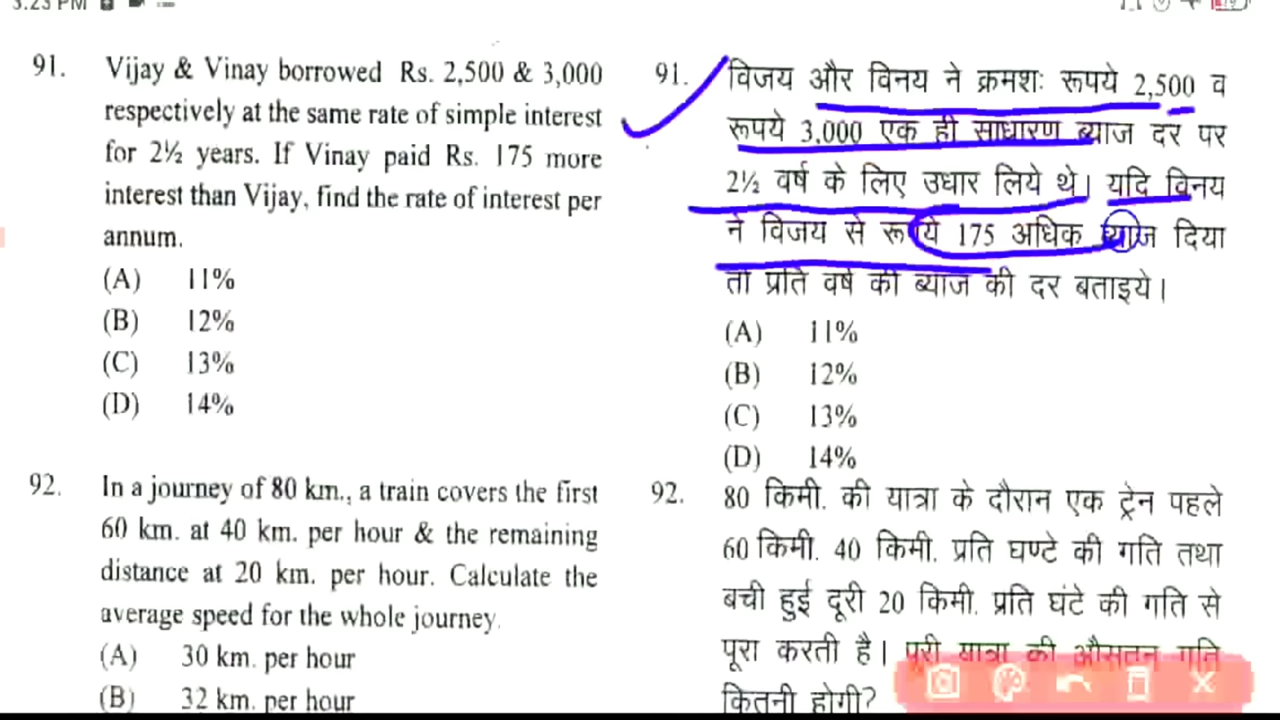 3:23 PM
91. Vijay & Vinay borrowed Rs. 2,500 & 3,000
respectively at the same rate of simple interest
for 2½ years. If Vinay paid Rs. 175 more
interest than Vijay, find the rate of interest per
annum.
(A) 11%
(B) 12%
(C) 13%
(D) 14%
92. In a journey of 80 km., a train covers the first
60 km. at 40 km. per hour & the remaining
distance at 20 km. per hour. Calculate the
average speed for the whole journey.
(A) 30 km. per hour
(B) 32 km. per hour
91. विजय और विनय ने क्रमशः रूपये 2,500 व
रूपये 3,000 एक ही साधारण ब्याज दर पर
2½ वर्ष के लिए उधार लिये थे। यदि विनय
ने विजय से रूपये 175 अधिक ब्याज दिया
तो प्रति वर्ष की ब्याज की दर बताइये।
(A) 11%
(B) 12%
(C) 13%
(D) 14%
92. 80 किमी. की यात्रा के दौरान एक ट्रेन पहले
60 किमी. 40 किमी. प्रति घण्टे की गति तथा
बची हुई दूरी 20 किमी. प्रति घंटे की गति से
पूरा करती है। पूरी यात्रा की औसतन गति
कितनी होगी?